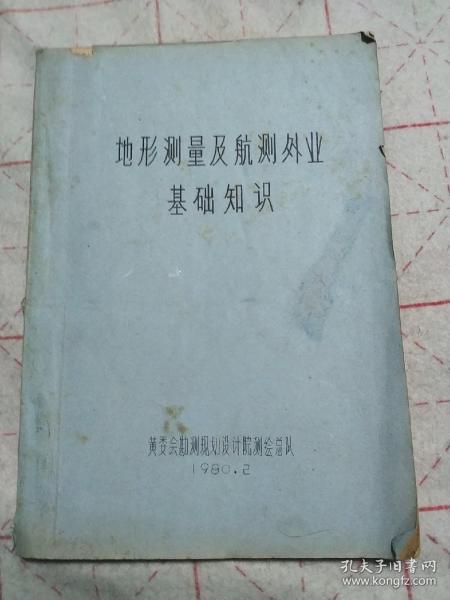 地形测量及航测外业
基础知识
黄委会勘测规划设计院测绘总队
1980.2
孔夫子旧书网
www.kongfz.com